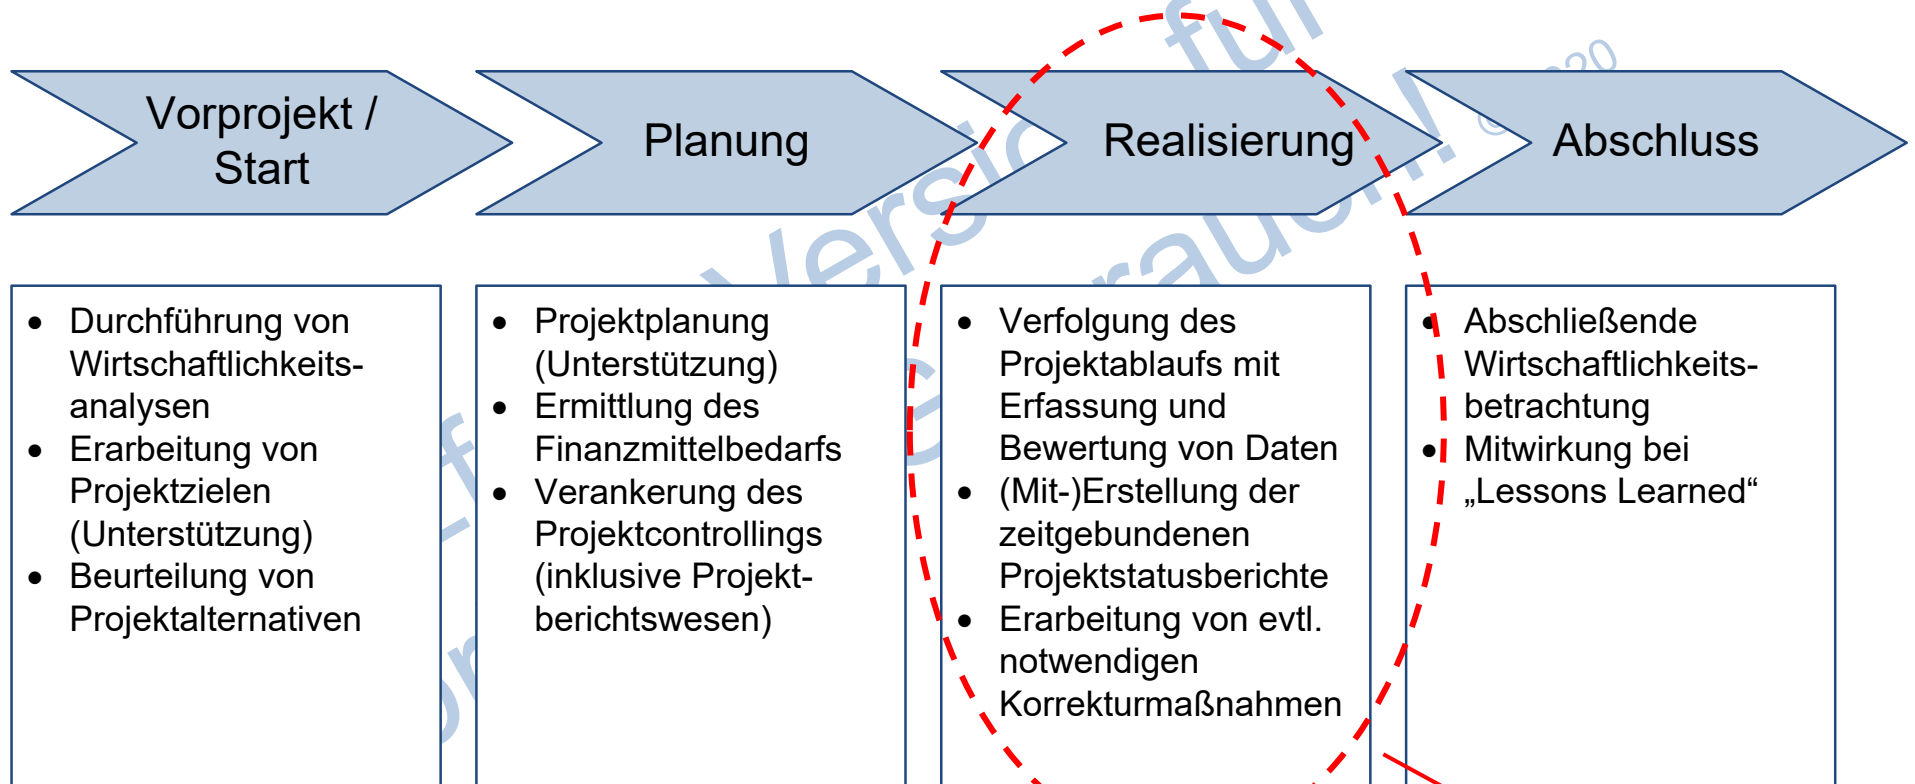 Vorprojekt /
Start
Planung
Realisierung
Abschluss
• Durchführung von
Wirtschaftlichkeits-
analysen
• Erarbeitung von
Projektzielen
(Unterstützung)
• Beurteilung von
Projektalternativen
• Projektplanung
(Unterstützung)
• Ermittlung des
Finanzmittelbedarfs
• Verankerung des
Projektcontrollings
(inklusive Projekt-
berichtswesen)
• Verfolgung des
Projektablaufs mit
Erfassung und
Bewertung von Daten
• (Mit-)Erstellung der
zeitgebundenen
Projektstatusberichte
• Erarbeitung von evtl.
notwendigen
Korrekturmaßnahmen
• Abschließende
Wirtschaftlichkeits-
betrachtung
• Mitwirkung bei
„Lessons Learned“